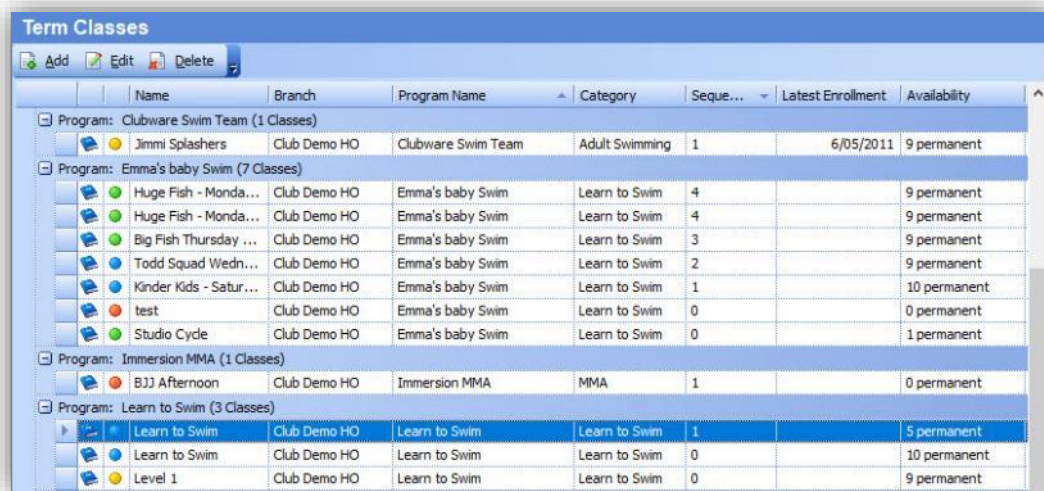 Term Classes
Add Edit Delete
Name Branch Program Name Category Seque... Latest Enrollment Availability
Program: Clubware Swim Team (1 Classes)
Jimmi Splashers Club Demo HO Clubware Swim Team Adult Swimming 1 6/05/2011 9 permanent
Program: Emma's baby Swim (7 Classes)
Huge Fish - Monda... Club Demo HO Emma's baby Swim Learn to Swim 4 9 permanent
Huge Fish - Monda... Club Demo HO Emma's baby Swim Learn to Swim 4 9 permanent
Big Fish Thursday ... Club Demo HO Emma's baby Swim Learn to Swim 3 9 permanent
Todd Squad Wedn... Club Demo HO Emma's baby Swim Learn to Swim 2 9 permanent
Kinder Kids - Satur... Club Demo HO Emma's baby Swim Learn to Swim 1 10 permanent
test Club Demo HO Emma's baby Swim Learn to Swim 0 0 permanent
Studio Cycle Club Demo HO Emma's baby Swim Learn to Swim 0 1 permanent
Program: Immersion MMA (1 Classes)
BJJ Afternoon Club Demo HO Immersion MMA MMA 1 0 permanent
Program: Learn to Swim (3 Classes)
Learn to Swim Club Demo HO Learn to Swim Learn to Swim 1 5 permanent
Learn to Swim Club Demo HO Learn to Swim Learn to Swim 0 10 permanent
Level 1 Club Demo HO Learn to Swim Learn to Swim 0 9 permanent